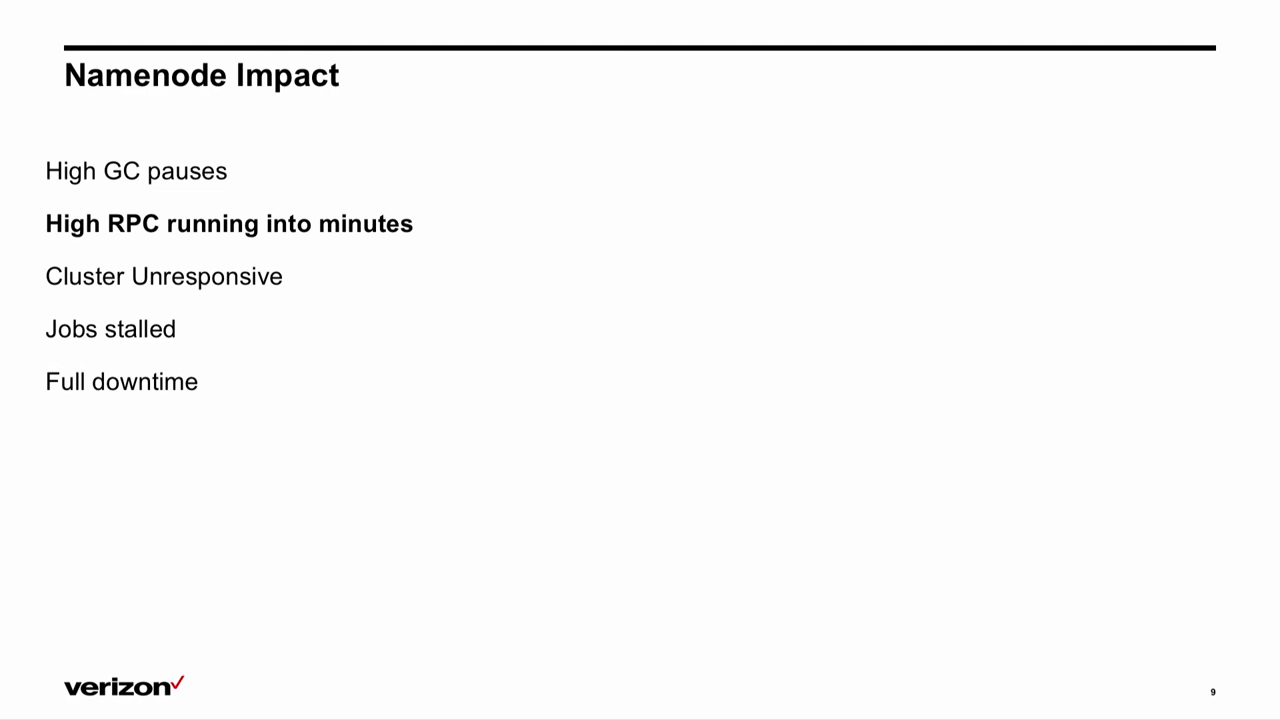 Namenode Impact
High GC pauses
High RPC running into minutes
Cluster Unresponsive
Jobs stalled
Full downtime
verizon
9